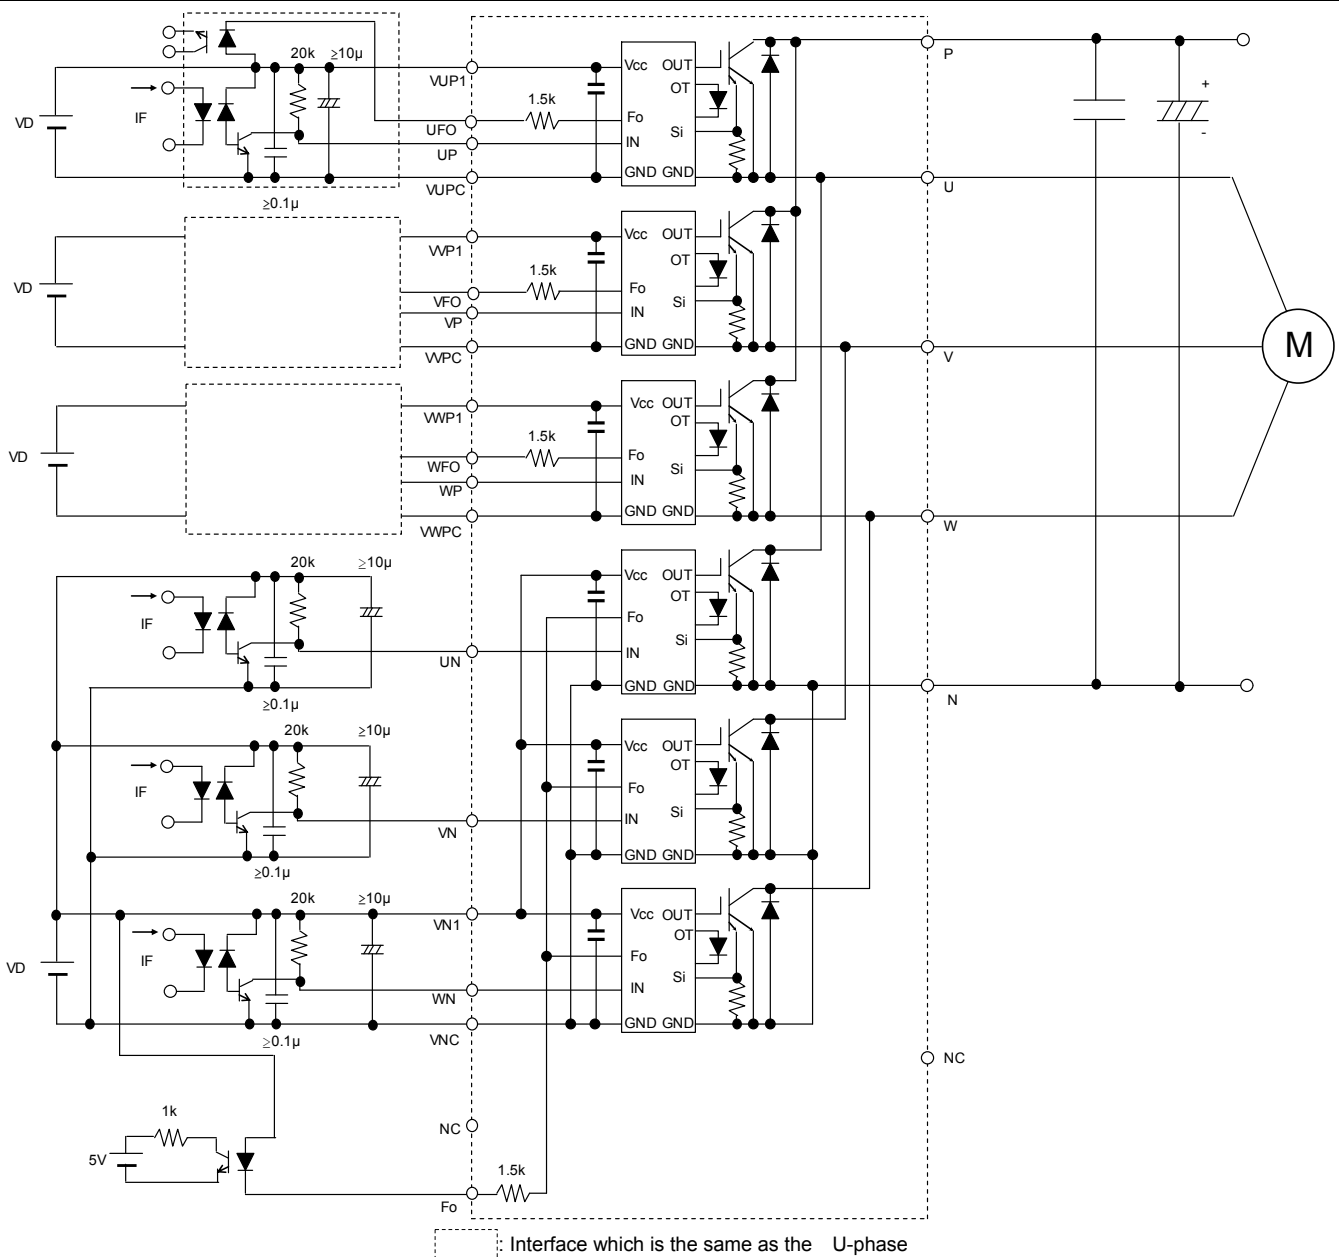 20k
≥10μ
VD
IF
≥0.1μ
VUP1
UFO
UP
VUPC
1.5k
Vcc OUT
OT
Fo
Si
IN
GND GND
P
+
-
U
VD
VVP1
VFO
VP
VVPC
1.5k
Vcc OUT
OT
Fo
Si
IN
GND GND
V
M
VD
VWP1
WFO
WP
VWPC
1.5k
Vcc OUT
OT
Fo
Si
IN
GND GND
W
20k
≥10μ
IF
≥0.1μ
UN
Vcc OUT
OT
Fo
Si
IN
GND GND
N
20k
≥10μ
IF
≥0.1μ
VN
Vcc OUT
OT
Fo
Si
IN
GND GND
20k
≥10μ
VD
IF
≥0.1μ
VN1
WN
VNC
Vcc OUT
OT
Fo
Si
IN
GND GND
NC
1k
5V
NC
1.5k
Fo
: Interface which is the same as the U-phase